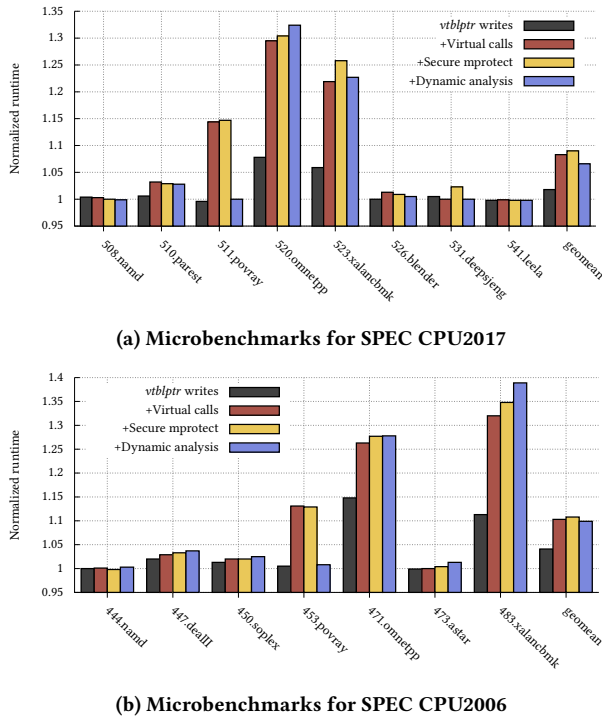 1.35
1.3
1.25
1.2
1.15
1.1
1.05
1
0.95
Normalized runtime
vtblptr writes
+Virtual calls
+Secure mprotect
+Dynamic analysis
508.namd
510.parest
511.povray
520.omnetpp
523.xalancbmk
526.blender
531.deepsjeng
541.leela
geomean
(a) Microbenchmarks for SPEC CPU2017
1.4
1.35
1.3
1.25
1.2
1.15
1.1
1.05
1
0.95
Normalized runtime
vtblptr writes
+Virtual calls
+Secure mprotect
+Dynamic analysis
444.namd
447.dealII
450.soplex
453.povray
471.omnetpp
473.astar
483.xalancbmk
geomean
(b) Microbenchmarks for SPEC CPU2006